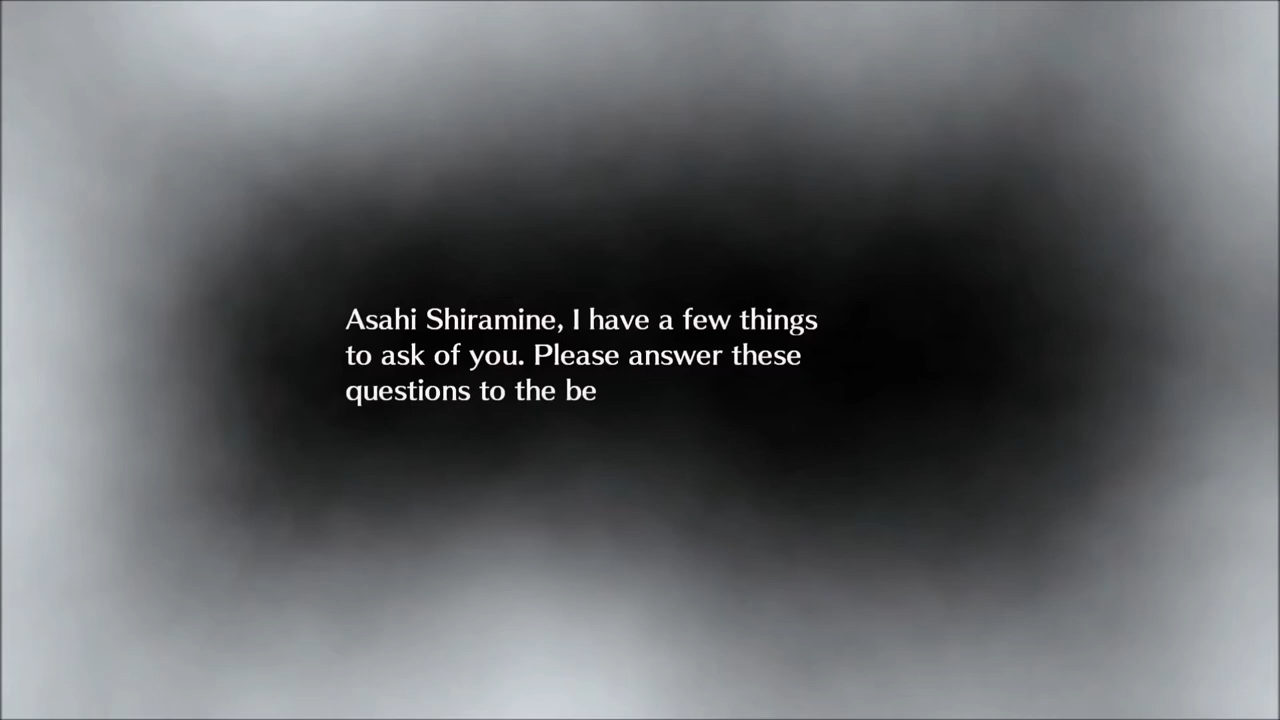 Asahi Shiramine, I have a few things
to ask of you. Please answer these
questions to the be